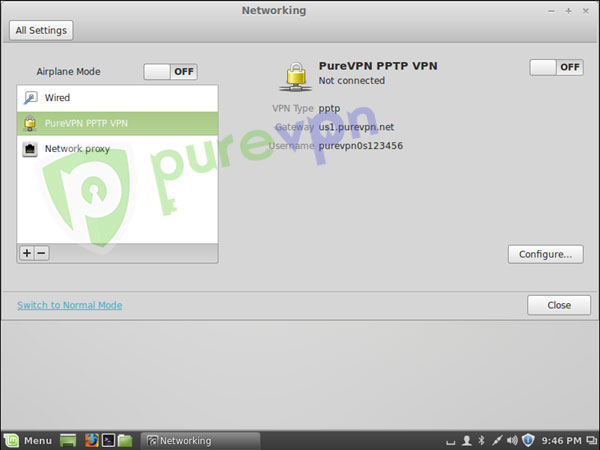 Networking
All Settings
Airplane Mode
OFF
Wired
PureVPN PPTP VPN
Network proxy
PureVPN PPTP VPN
Not connected
OFF
VPN Type pptp
Gateway us1.purevpn.net
Username purevpn0s123456
purevpn
Configure...
Switch to Normal Mode
Close
Menu
Networking
9:46 PM